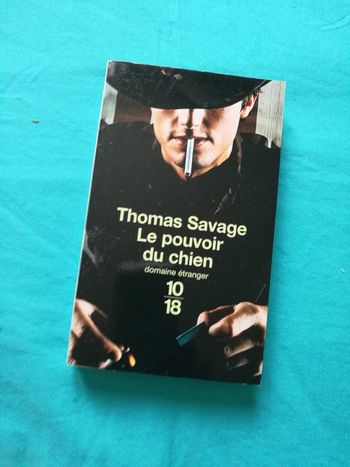 Thomas Savage
Le pouvoir
du chien
domaine étranger
10
18